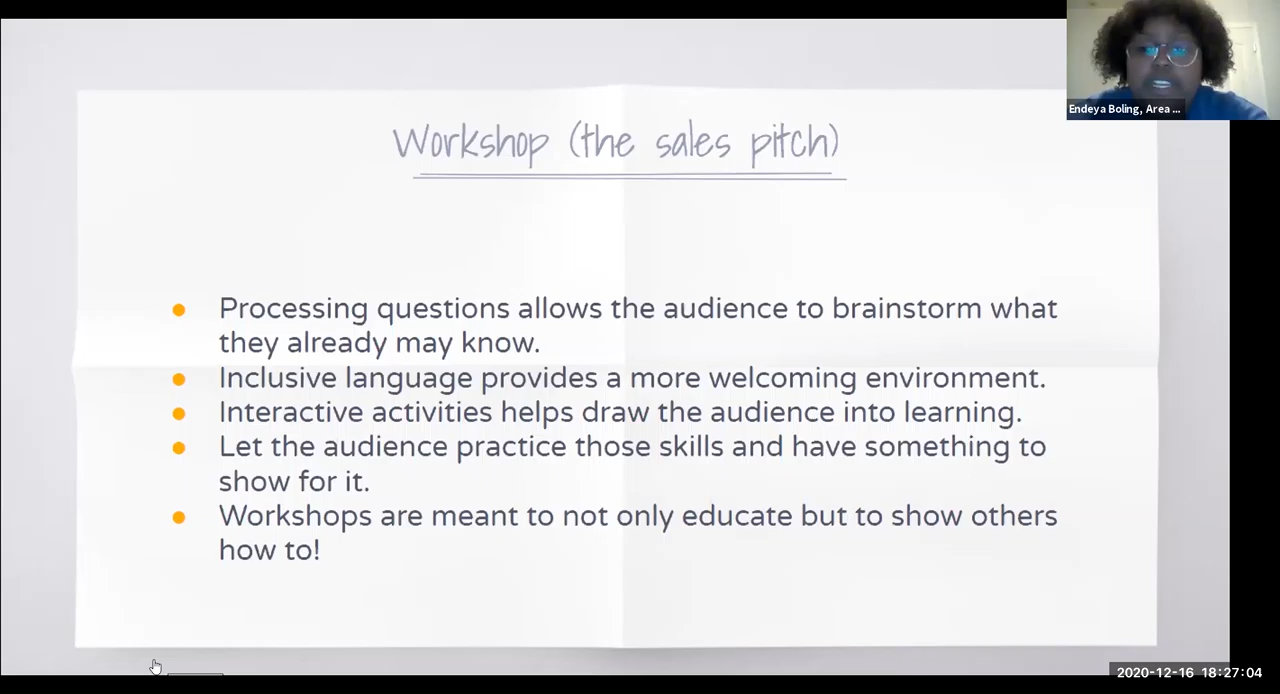 Endeya Boling, Area ...
Workshop (the sales pitch)
● Processing questions allows the audience to brainstorm what
they already may know.
● Inclusive language provides a more welcoming environment.
● Interactive activities helps draw the audience into learning.
● Let the audience practice those skills and have something to
show for it.
● Workshops are meant to not only educate but to show others
how to!
2020-12-16 18:27:04